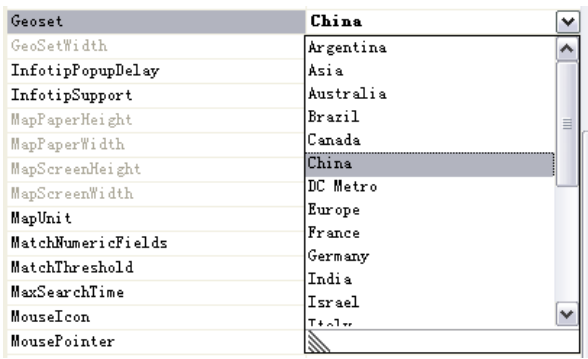 Geoset China
GeoSetWidth
InfotipPopupDelay
InfotipSupport
MapPaperHeight
MapPaperWidth
MapScreenHeight
MapScreenWidth
MapUnit
MatchNumericFields
MatchThreshold
MaxSearchTime
MouseIcon
MousePointer
Argentina
Asia
Australia
Brazil
Canada
China
DC Metro
Europe
France
Germany
India
Israel
Italy